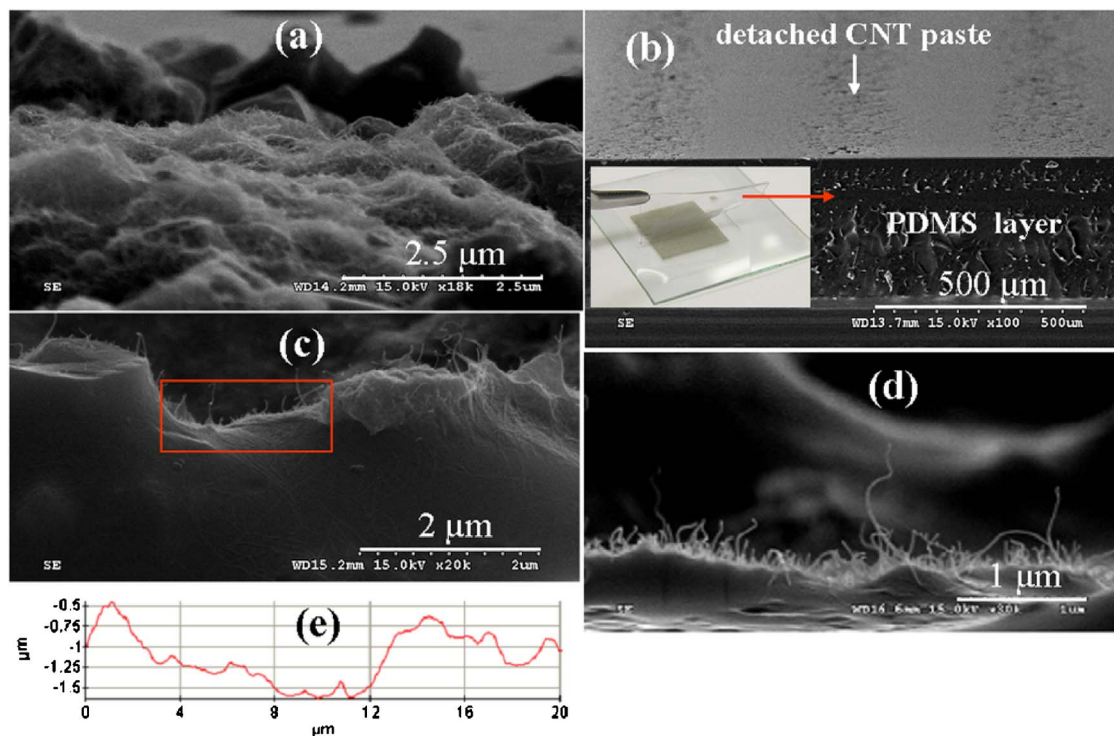 (a)
2.5 μm
SE WD14.2mm 15.0kV x18k 2.5um
(b)
detached CNT paste
PDMS layer
500 μm
SE WD13.7mm 15.0kV x100 500um
(c)
2 μm
SE WD15.2mm 15.0kV x20k 2um
(d)
1 μm
SE WD16.6mm 15.0kV x30k 1um
(e)
-0.5
-0.75
-1
-1.25
-1.5
μm
0 4 8 12 16 20
μm